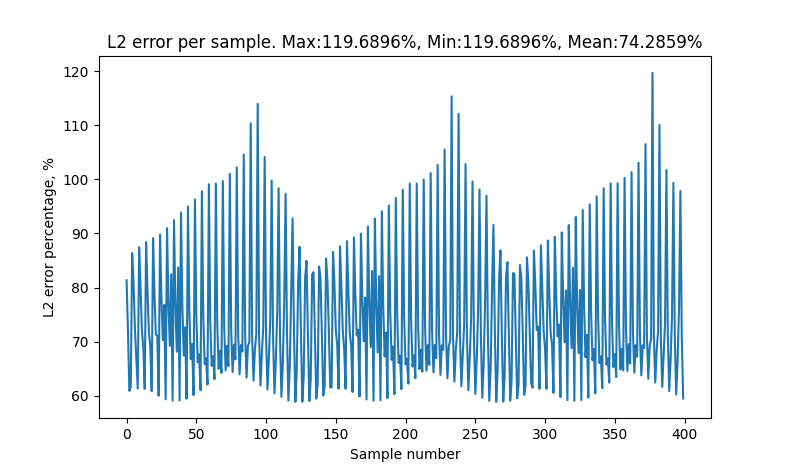 L2 error per sample. Max:119.6896%, Min:119.6896%, Mean:74.2859%
120
110
100
90
80
70
60
L2 error percentage, %
0 50 100 150 200 250 300 350 400
Sample number